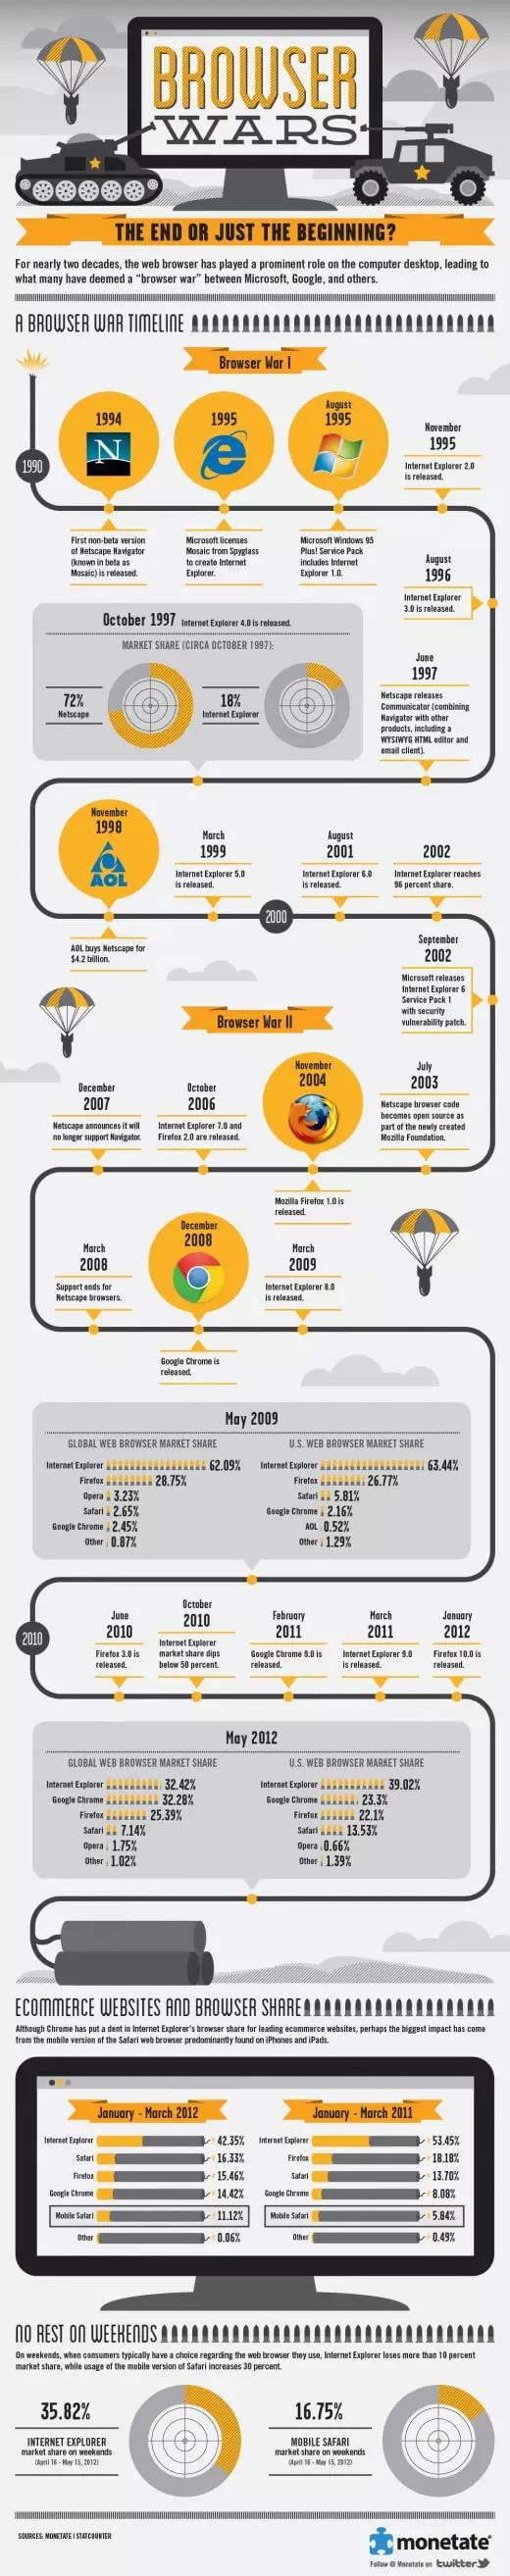 BROWSER
WARS
THE END OR JUST THE BEGINNING?
For nearly two decades, the web browser has played a prominent role on the computer desktop, leading to
what many have deemed a “browser war” between Microsoft, Google, and others.
A BROWSER WAR TIMELINE
Browser War I
1990
1994
N
First non-beta version
of Netscape Navigator
(known in beta as
Mosaic) is released.
1995
Microsoft licenses
Mosaic from Spyglass
to create Internet
Explorer.
August
1995
Microsoft Windows 95
Plus! Service Pack
includes Internet
Explorer 1.0.
November
1995
Internet Explorer 2.0
is released.
August
1996
Internet Explorer
3.0 is released.
June
1997
Netscape releases
Communicator (combining
Navigator with other
products, including a
WYSIWYG HTML editor and
email client).
October 1997 Internet Explorer 4.0 is released.
MARKET SHARE (CIRCA OCTOBER 1997):
72%
Netscape
18%
Internet Explorer
November
1998
AOL
AOL buys Netscape for
$4.2 billion.
March
1999
Internet Explorer 5.0
is released.
2000
August
2001
Internet Explorer 6.0
is released.
2002
Internet Explorer reaches
96 percent share.
September
2002
Microsoft releases
Internet Explorer 6
Service Pack 1
with security
vulnerability patch.
Browser War II
July
2003
Netscape browser code
becomes open source as
part of the newly created
Mozilla Foundation.
November
2004
Mozilla Firefox 1.0 is
released.
October
2006
Internet Explorer 7.0 and
Firefox 2.0 are released.
December
2007
Netscape announces it will
no longer support Navigator.
March
2008
Support ends for
Netscape browsers.
December
2008
Google Chrome is
released.
March
2009
Internet Explorer 8.0
is released.
May 2009
GLOBAL WEB BROWSER MARKET SHARE
Internet Explorer 62.09%
Firefox 28.75%
Opera 3.23%
Safari 2.65%
Google Chrome 2.45%
Other 0.87%
U.S. WEB BROWSER MARKET SHARE
Internet Explorer 63.44%
Firefox 26.77%
Safari 5.81%
Google Chrome 2.16%
AOL 0.52%
Other 1.29%
2010
June
2010
Firefox 3.0 is
released.
October
2010
Internet Explorer
market share dips
below 50 percent.
February
2011
Google Chrome 9.0 is
released.
March
2011
Internet Explorer 9.0
is released.
January
2012
Firefox 10.0 is
released.
May 2012
GLOBAL WEB BROWSER MARKET SHARE
Internet Explorer 32.42%
Google Chrome 32.28%
Firefox 25.39%
Safari 7.14%
Opera 1.75%
Other 1.02%
U.S. WEB BROWSER MARKET SHARE
Internet Explorer 39.02%
Google Chrome 23.3%
Firefox 22.1%
Safari 13.53%
Opera 0.66%
Other 1.39%
ECOMMERCE WEBSITES AND BROWSER SHARE
Although Chrome has put a dent in Internet Explorer's browser share for leading ecommerce websites, perhaps the biggest impact has come
from the mobile version of the Safari web browser predominantly found on iPhones and iPads.
January - March 2012
Internet Explorer 42.35%
Safari 16.33%
Firefox 15.46%
Google Chrome 14.42%
Mobile Safari 11.12%
Other 0.06%
January - March 2011
Internet Explorer 53.45%
Firefox 18.18%
Safari 13.70%
Google Chrome 8.08%
Mobile Safari 5.84%
Other 0.49%
NO REST ON WEEKENDS
On weekends, when consumers typically have a choice regarding the web browser they use, Internet Explorer loses more than 10 percent
market share, while usage of the mobile version of Safari increases 30 percent.
35.82%
INTERNET EXPLORER
market share on weekends
(April 16 - May 15, 2012)
16.75%
MOBILE SAFARI
market share on weekends
(April 16 - May 15, 2012)
SOURCES: MONETATE | STATCOUNTER
monetate
Follow @ Monetate on twitter